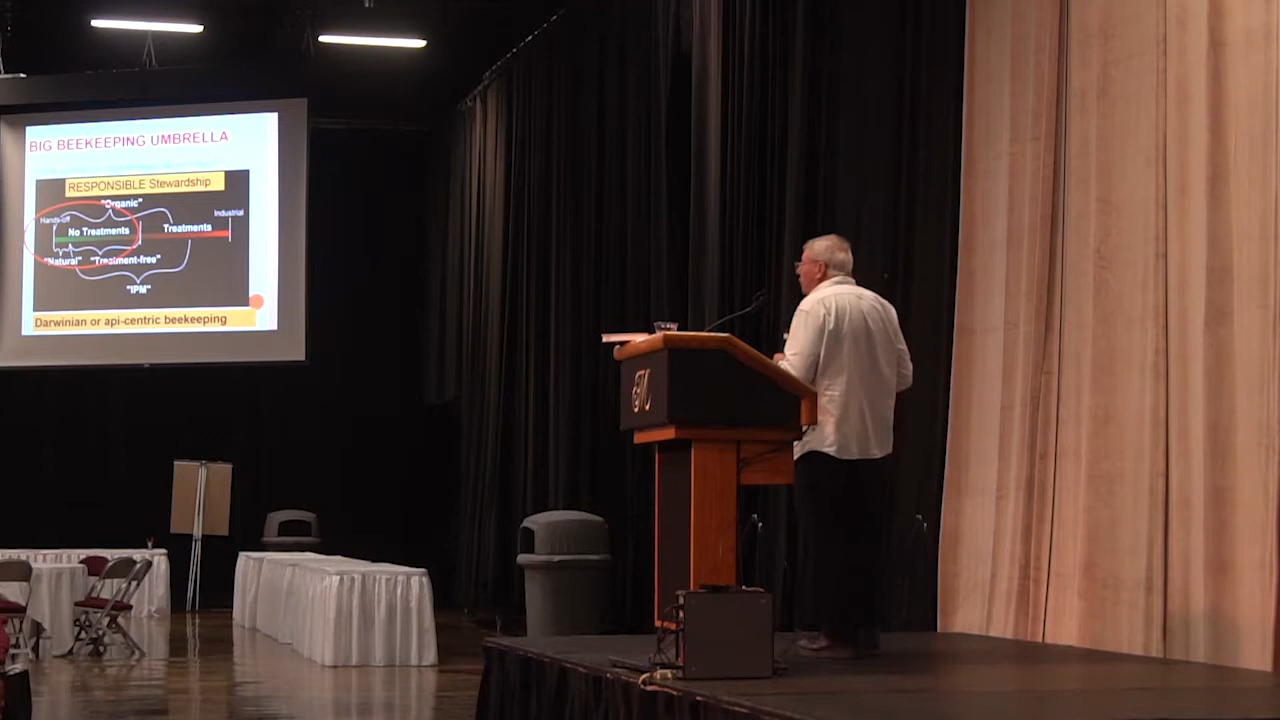 BIG BEEKEEPING UMBRELLA
RESPONSIBLE Stewardship
"Organic"
Hands-off
Industrial
No Treatments
Treatments
"Natural"
"Treatment-free"
"IPM"
Darwinian or api-centric beekeeping
M